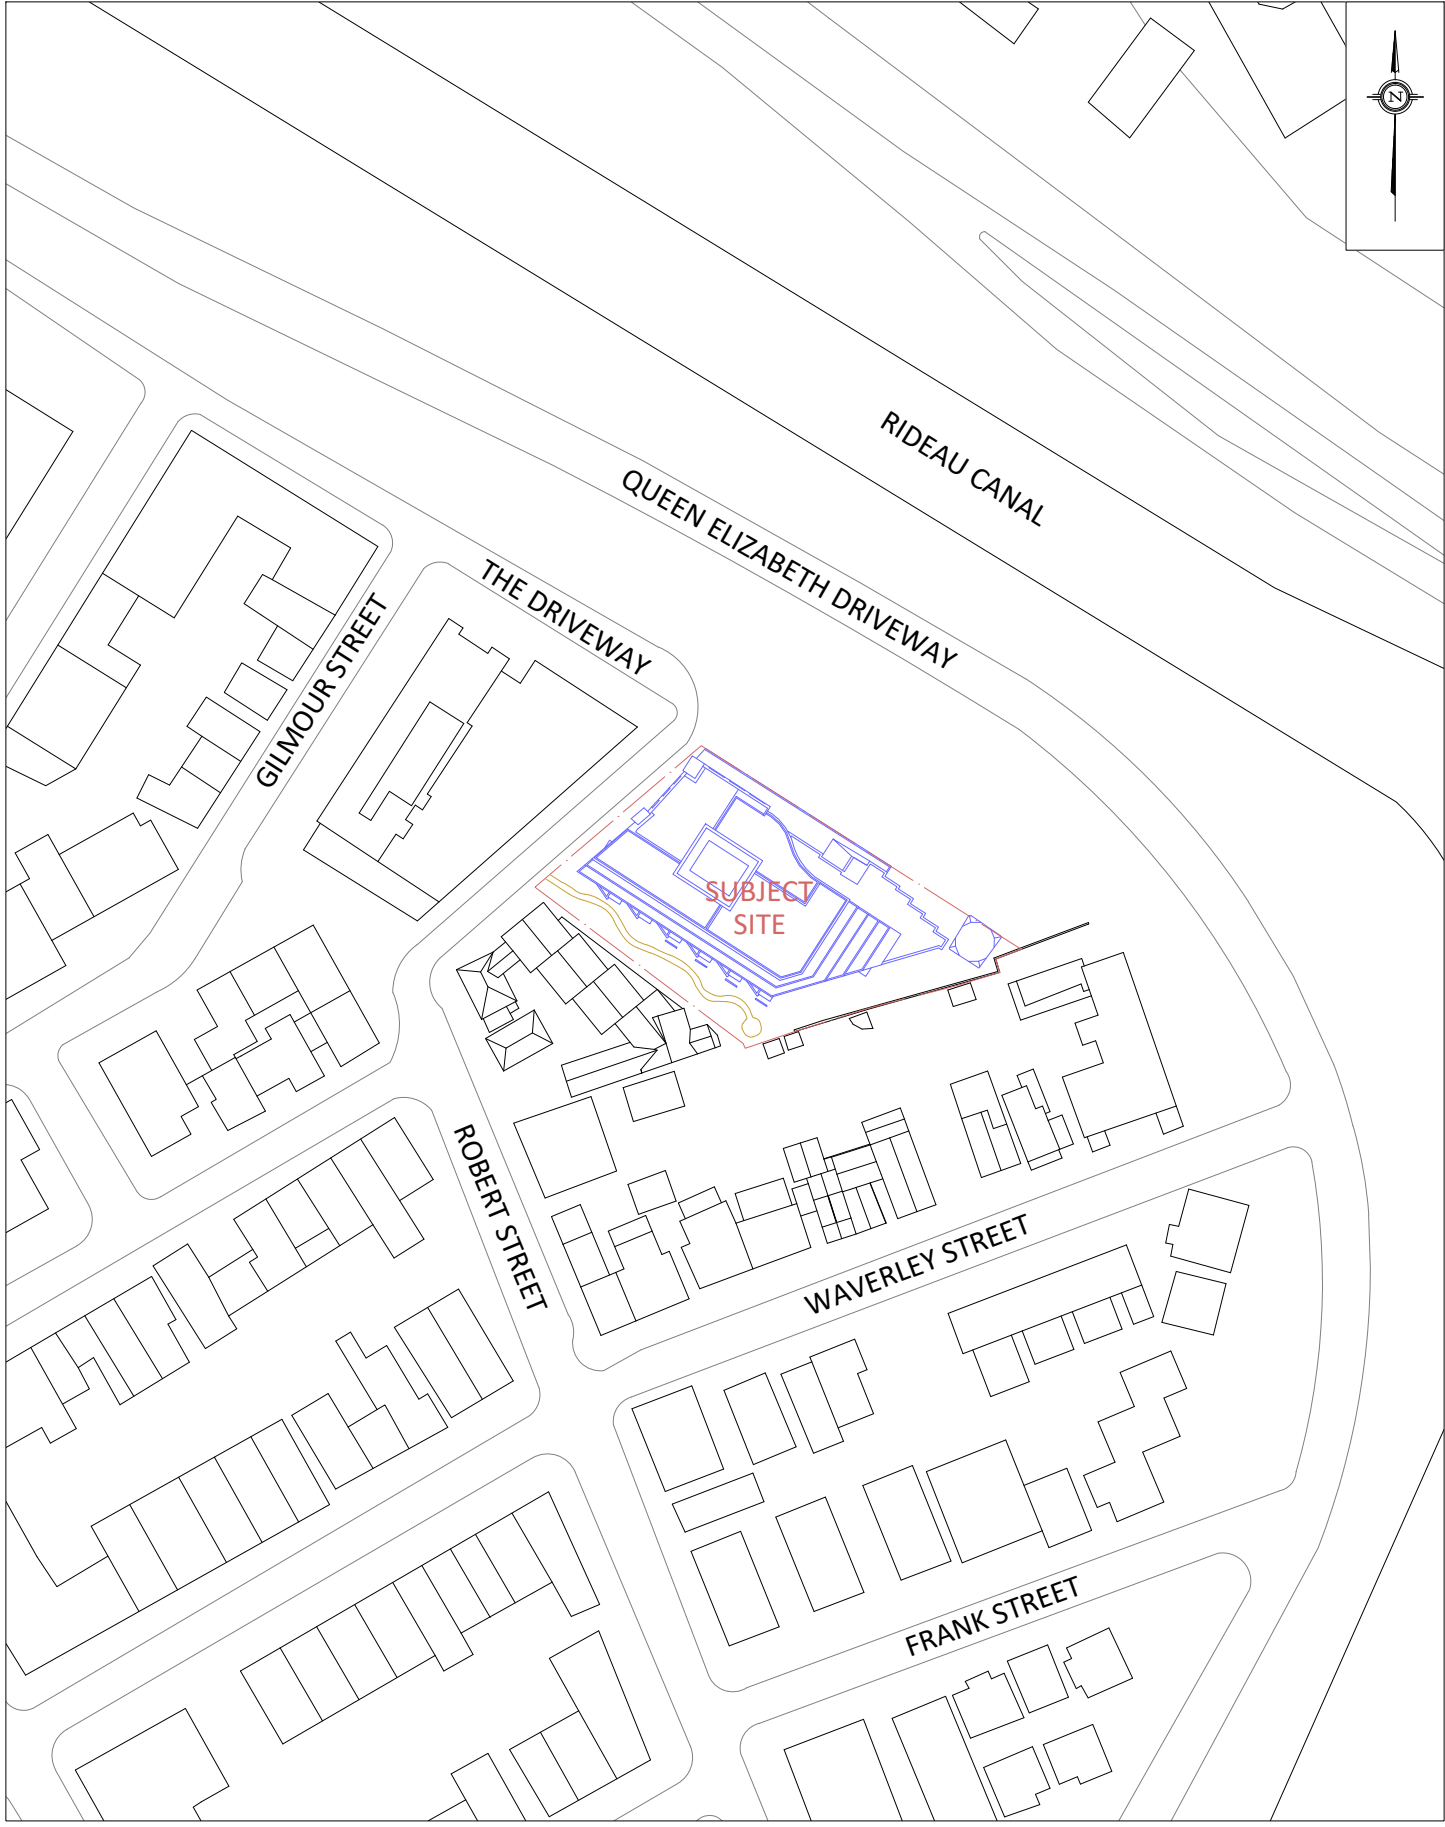 N
RIDEAU CANAL
QUEEN ELIZABETH DRIVEWAY
THE DRIVEWAY
GILMOUR STREET
SUBJECT
SITE
ROBERT STREET
WAVERLEY STREET
FRANK STREET